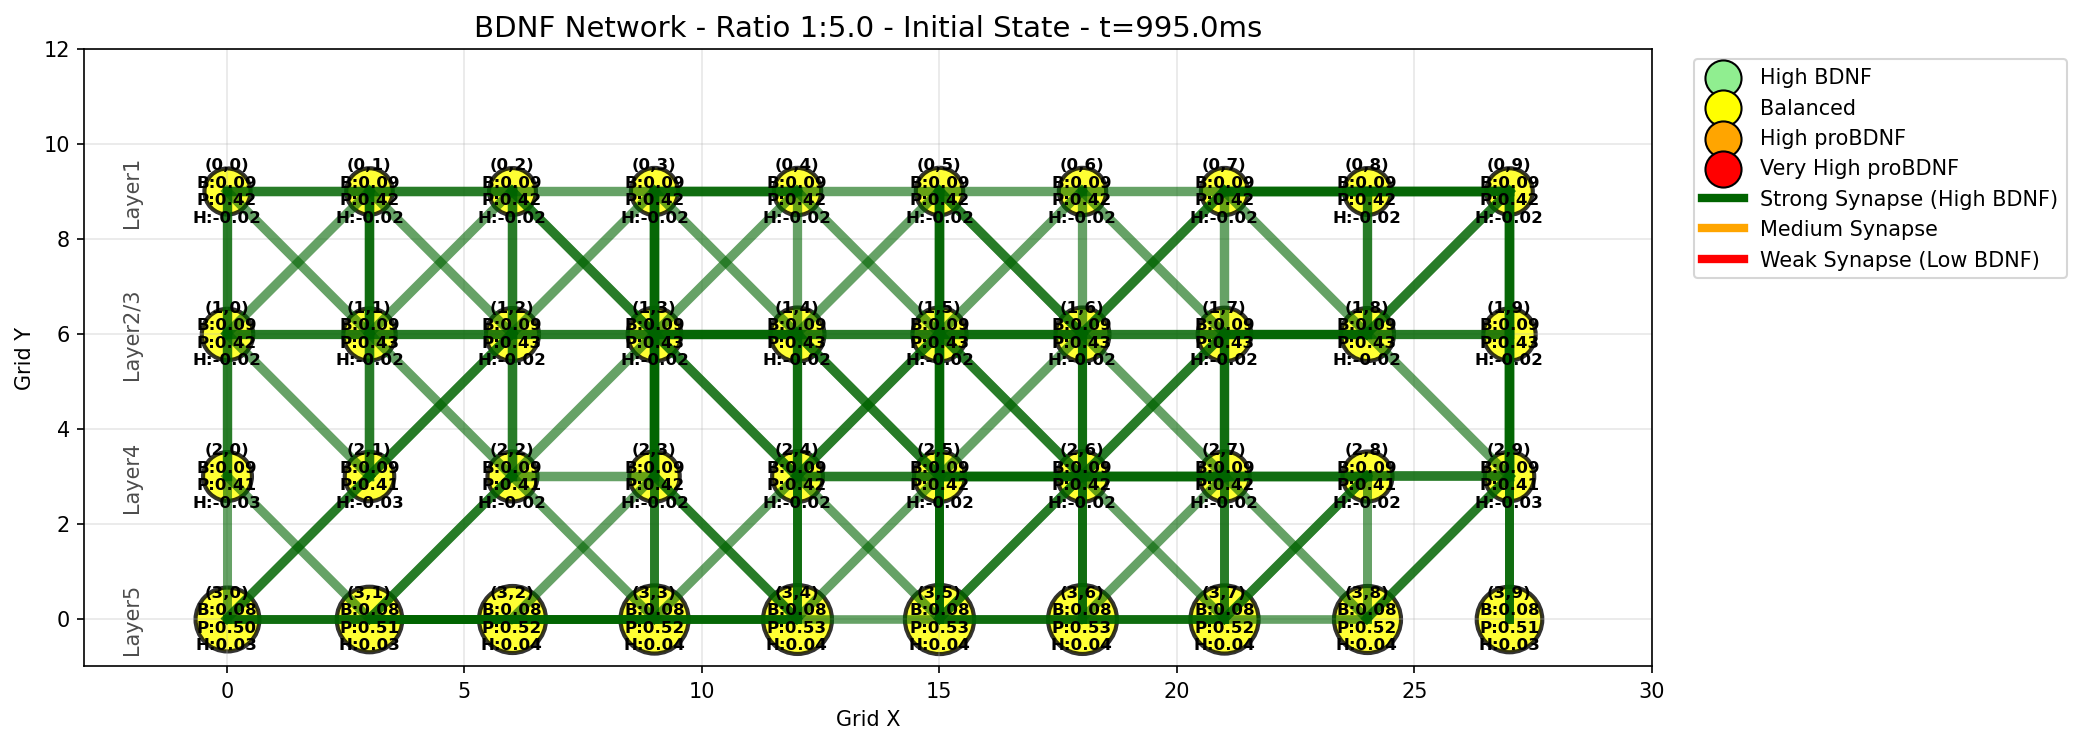 BDNF Network - Ratio 1:5.0 - Initial State - t=995.0ms
12
10
8
6
4
2
0
Grid Y
Layer1
Layer2/3
Layer4
Layer5
(0,0) (0,1) (0,2) (0,3) (0,4) (0,5) (0,6) (0,7) (0,8) (0,9)
B:0.09 B:0.09 B:0.09 B:0.09 B:0.09 B:0.09 B:0.09 B:0.09 B:0.09 B:0.09
P:0.42 P:0.42 P:0.42 P:0.42 P:0.42 P:0.42 P:0.42 P:0.42 P:0.42 P:0.42
H:-0.02 H:-0.02 H:-0.02 H:-0.02 H:-0.02 H:-0.02 H:-0.02 H:-0.02 H:-0.02 H:-0.02
(1,0) (1,1) (1,2) (1,3) (1,4) (1,5) (1,6) (1,7) (1,8) (1,9)
B:0.09 B:0.09 B:0.09 B:0.09 B:0.09 B:0.09 B:0.09 B:0.09 B:0.09 B:0.09
P:0.42 P:0.43 P:0.43 P:0.43 P:0.43 P:0.43 P:0.43 P:0.43 P:0.43 P:0.43
H:-0.02 H:-0.02 H:-0.02 H:-0.02 H:-0.02 H:-0.02 H:-0.02 H:-0.02 H:-0.02 H:-0.02
(2,0) (2,1) (2,2) (2,3) (2,4) (2,5) (2,6) (2,7) (2,8) (2,9)
B:0.09 B:0.09 B:0.09 B:0.09 B:0.09 B:0.09 B:0.09 B:0.09 B:0.09 B:0.09
P:0.41 P:0.41 P:0.41 P:0.41 P:0.42 P:0.42 P:0.42 P:0.42 P:0.41 P:0.41
H:-0.03 H:-0.03 H:-0.02 H:-0.02 H:-0.02 H:-0.02 H:-0.02 H:-0.02 H:-0.02 H:-0.03
(3,0) (3,1) (3,2) (3,3) (3,4) (3,5) (3,6) (3,7) (3,8) (3,9)
B:0.08 B:0.08 B:0.08 B:0.08 B:0.08 B:0.08 B:0.08 B:0.08 B:0.08 B:0.08
P:0.50 P:0.51 P:0.52 P:0.52 P:0.53 P:0.53 P:0.53 P:0.52 P:0.52 P:0.51
H:0.03 H:0.03 H:0.04 H:0.04 H:0.04 H:0.04 H:0.04 H:0.04 H:0.04 H:0.03
0 5 10 15 20 25 30
Grid X
High BDNF
Balanced
High proBDNF
Very High proBDNF
Strong Synapse (High BDNF)
Medium Synapse
Weak Synapse (Low BDNF)